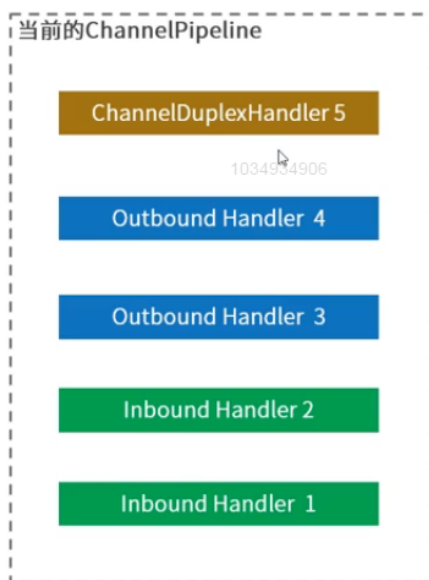 当前的ChannelPipeline
ChannelDuplexHandler 5
1034934906
Outbound Handler 4
Outbound Handler 3
Inbound Handler 2
Inbound Handler 1